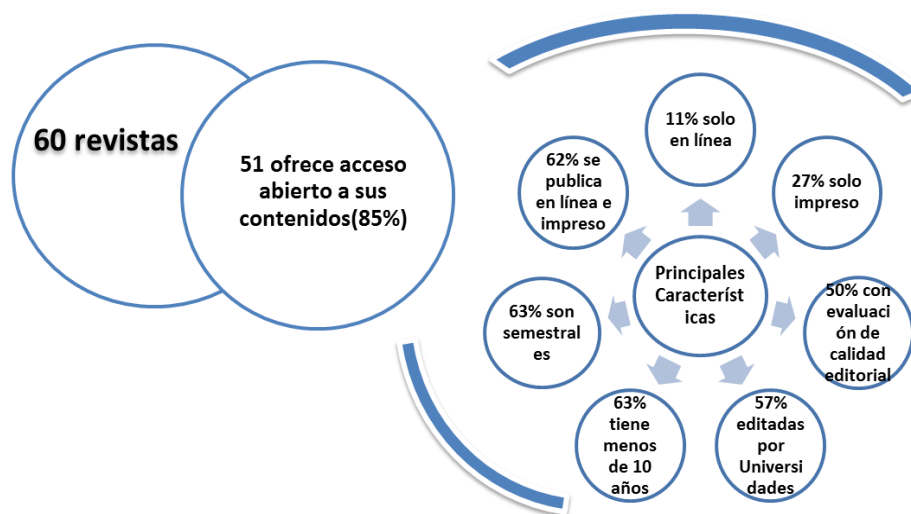 60 revistas
51 ofrece acceso
abierto a sus
contenidos(85%)
11% solo
en línea
27% solo
impreso
50% con
evaluaci
ón de
calidad
editorial
57%
editadas
por
Universi
dades
63%
tiene
menos
de 10
años
63% son
semestral
es
62% se
publica
en línea e
impreso
Principales
Característ
icas